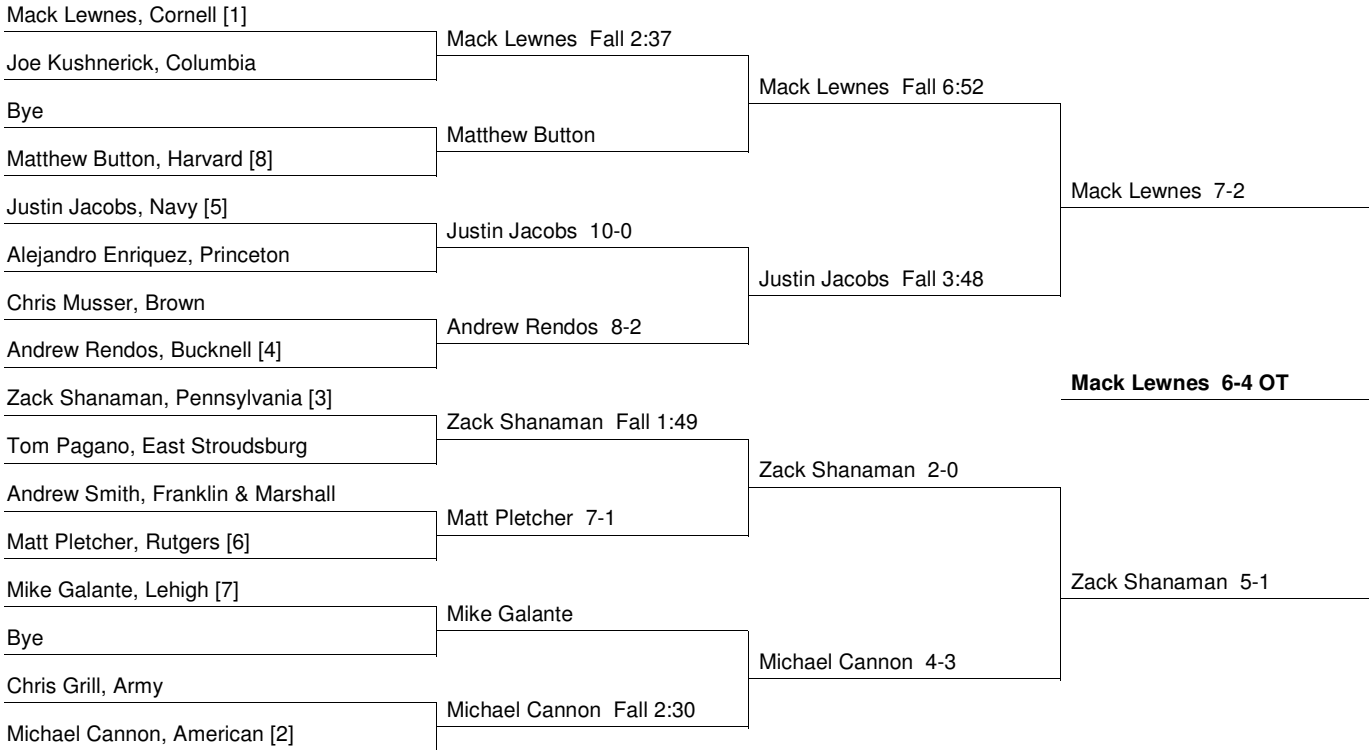 Mack Lewnes, Cornell [1]
Joe Kushnerick, Columbia
Bye
Matthew Button, Harvard [8]
Justin Jacobs, Navy [5]
Alejandro Enriquez, Princeton
Chris Musser, Brown
Andrew Rendos, Bucknell [4]
Zack Shanaman, Pennsylvania [3]
Tom Pagano, East Stroudsburg
Andrew Smith, Franklin & Marshall
Matt Pletcher, Rutgers [6]
Mike Galante, Lehigh [7]
Bye
Chris Grill, Army
Michael Cannon, American [2]
Mack Lewnes Fall 2:37
Matthew Button
Justin Jacobs 10-0
Andrew Rendos 8-2
Zack Shanaman Fall 1:49
Matt Pletcher 7-1
Mike Galante
Michael Cannon Fall 2:30
Mack Lewnes Fall 6:52
Justin Jacobs Fall 3:48
Zack Shanaman 2-0
Michael Cannon 4-3
Mack Lewnes 7-2
Zack Shanaman 5-1
Mack Lewnes 6-4 OT